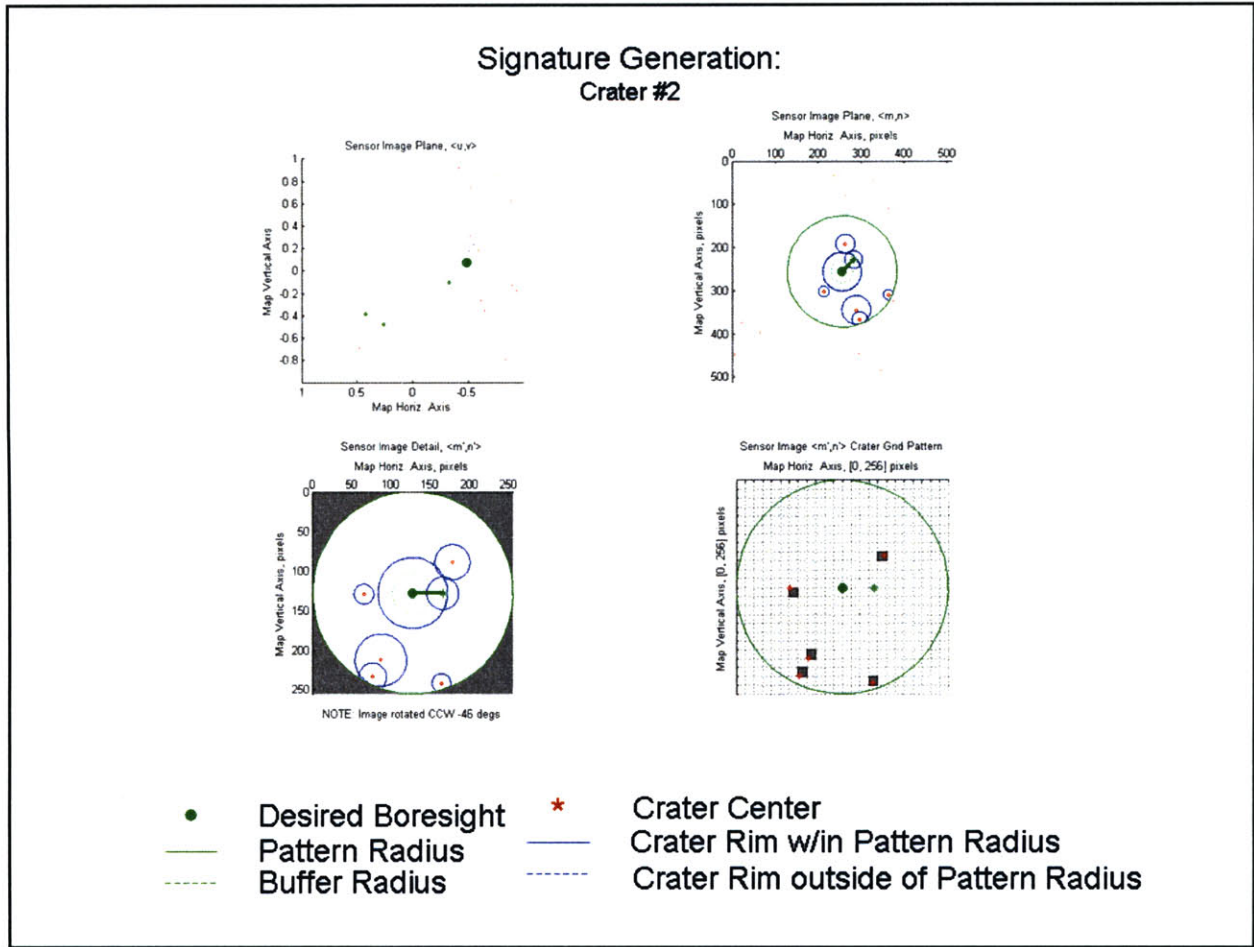 Signature Generation:
Crater #2
Sensor Image Plane, <u,v>
1
0.8
0.6
0.4
0.2
0
-0.2
-0.4
-0.6
-0.8
Map Vertical Axis
1 0.5 0 -0.5
Map Horiz Axis
Sensor Image Plane, <m,n>
Map Horiz Axis, pixels
0 100 200 300 400 500
0
100
200
300
400
500
Map Vertical Axis, pixels
Sensor Image Detail, <m',n'>
Map Horiz Axis, pixels
0 50 100 150 200 250
0
50
100
150
200
250
Map Vertical Axis, pixels
NOTE: Image rotated CCW -46 degs
Sensor Image <m',n'> Crater Grid Pattern
Map Horiz Axis, [0, 256] pixels
Map Vertical Axis, [0, 256] pixels
Desired Boresight
Pattern Radius
Buffer Radius
Crater Center
Crater Rim w/in Pattern Radius
Crater Rim outside of Pattern Radius